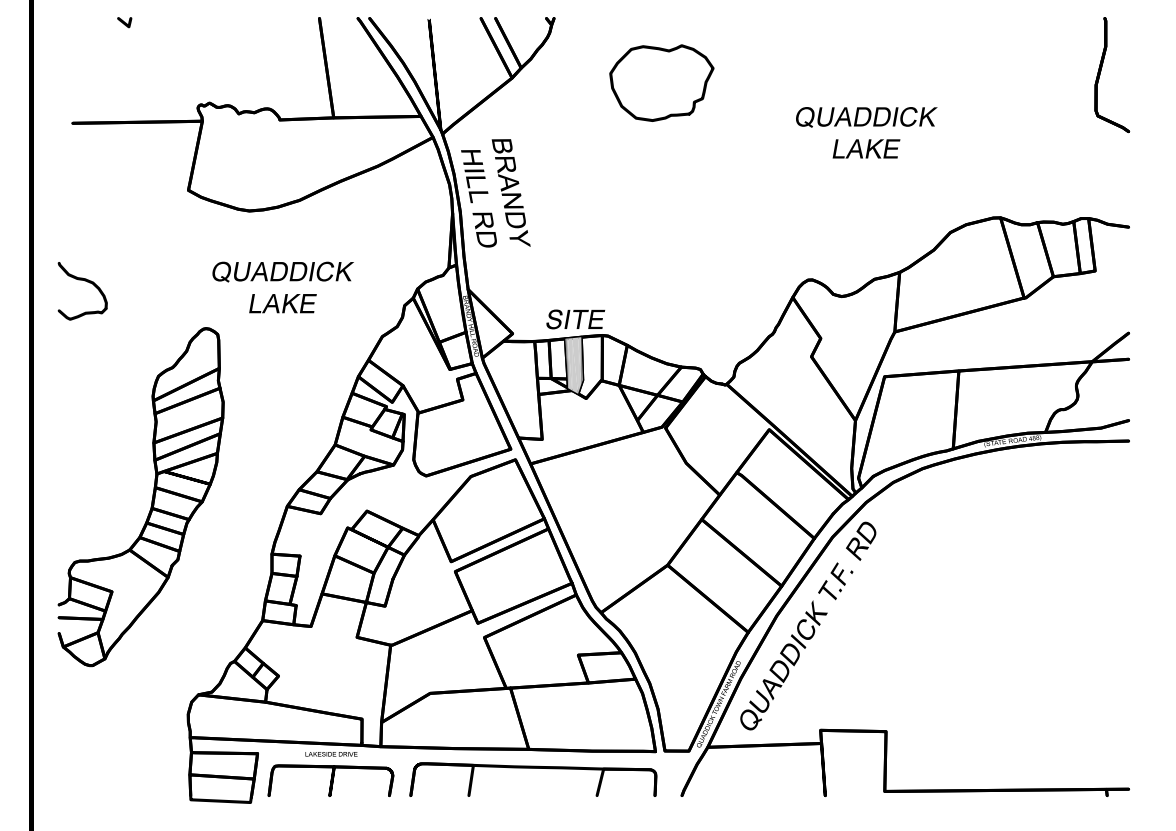 QUADDICK
LAKE
BRANDY
HILL RD
QUADDICK
LAKE
SITE
BRANDY HILL ROAD
(STATE ROAD 488)
QUADDICK T.F. RD
QUADDICK TOWN FARM ROAD
LAKESIDE DRIVE